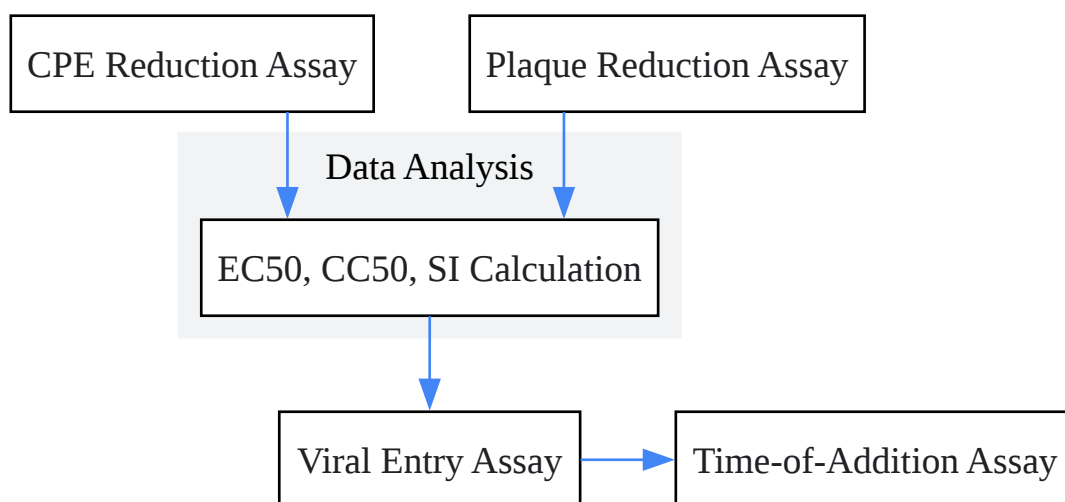 CPE Reduction Assay
Plaque Reduction Assay
Data Analysis
EC50, CC50, SI Calculation
Viral Entry Assay
Time-of-Addition Assay